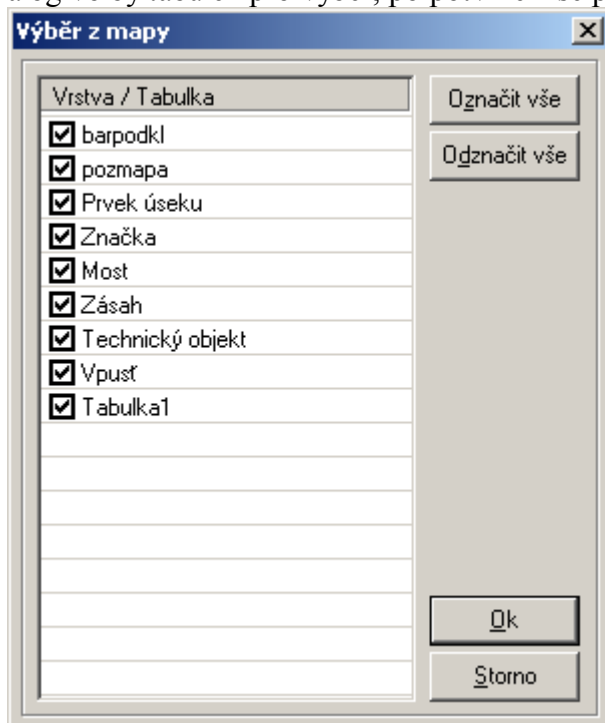 Výběr z mapy
Vrstva / Tabulka
barpodkl
pozmapa
Prvek úseku
Značka
Most
Zásah
Technický objekt
Vpusť
Tabulka1
Označit vše
Odznačit vše
Ok
Storno